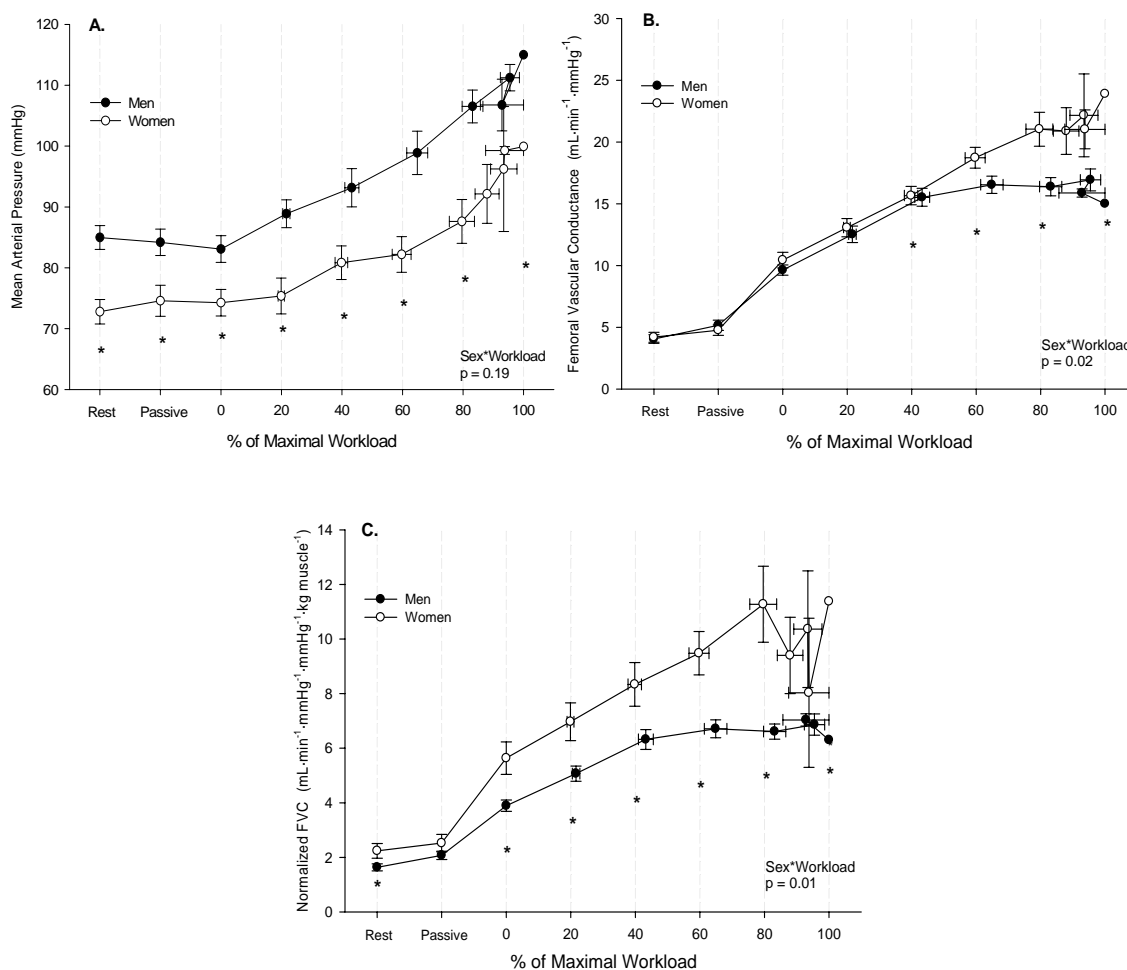 A.
Mean Arterial Pressure (mmHg)
120
110
100
90
80
70
60
Men
Women
* * * * * * * *
Sex*Workload
p = 0.19
Rest Passive 0 20 40 60 80 100
% of Maximal Workload
B.
Femoral Vascular Conductance (mL·min⁻¹·mmHg⁻¹)
30
25
20
15
10
5
0
Men
Women
* * * *
Sex*Workload
p = 0.02
Rest Passive 0 20 40 60 80 100
% of Maximal Workload
C.
Normalized FVC (mL·min⁻¹·mmHg⁻¹·kg muscle⁻¹)
14
12
10
8
6
4
2
0
Men
Women
* * * * * * *
Sex*Workload
p = 0.01
Rest Passive 0 20 40 60 80 100
% of Maximal Workload